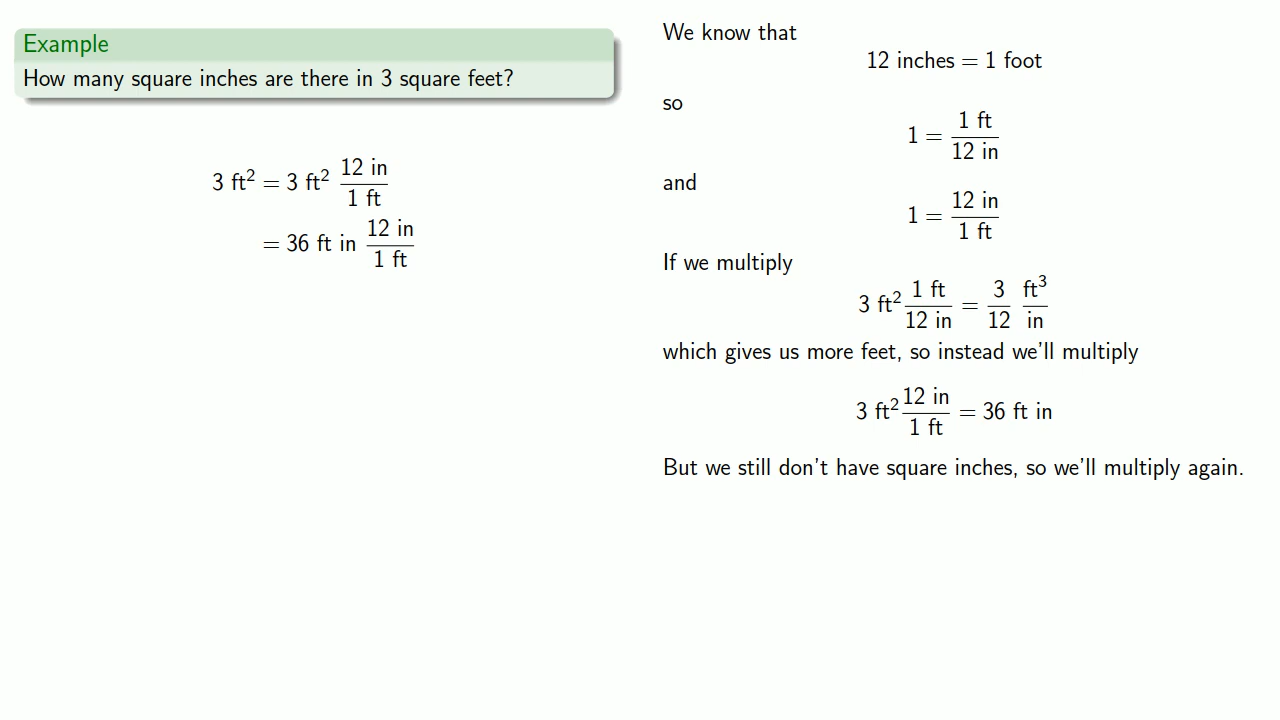 Example
How many square inches are there in 3 square feet?
3 ft² = 3 ft² 12 in / 1 ft
= 36 ft in 12 in / 1 ft
We know that
12 inches = 1 foot
so
1 = 1 ft / 12 in
and
1 = 12 in / 1 ft
If we multiply
3 ft² 1 ft / 12 in = 3 / 12 ft³ / in
which gives us more feet, so instead we'll multiply
3 ft² 12 in / 1 ft = 36 ft in
But we still don't have square inches, so we'll multiply again.